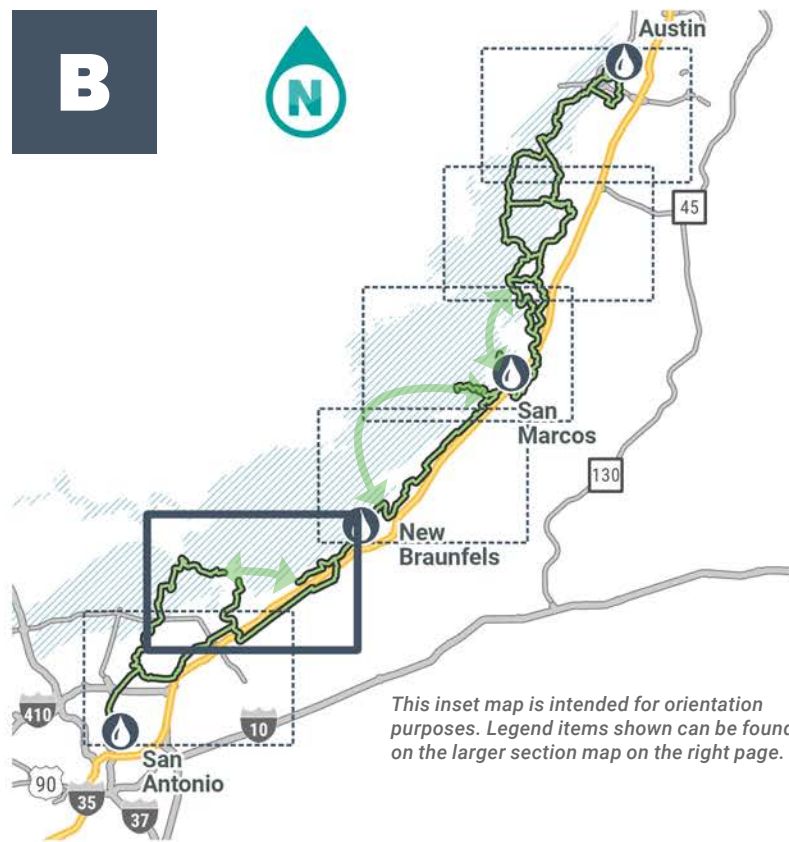 B
N
Austin
45
San
Marcos
130
New
Braunfels
410
10
This inset map is intended for orientation
purposes. Legend items shown can be found
on the larger section map on the right page.
San
Antonio
90
35
37